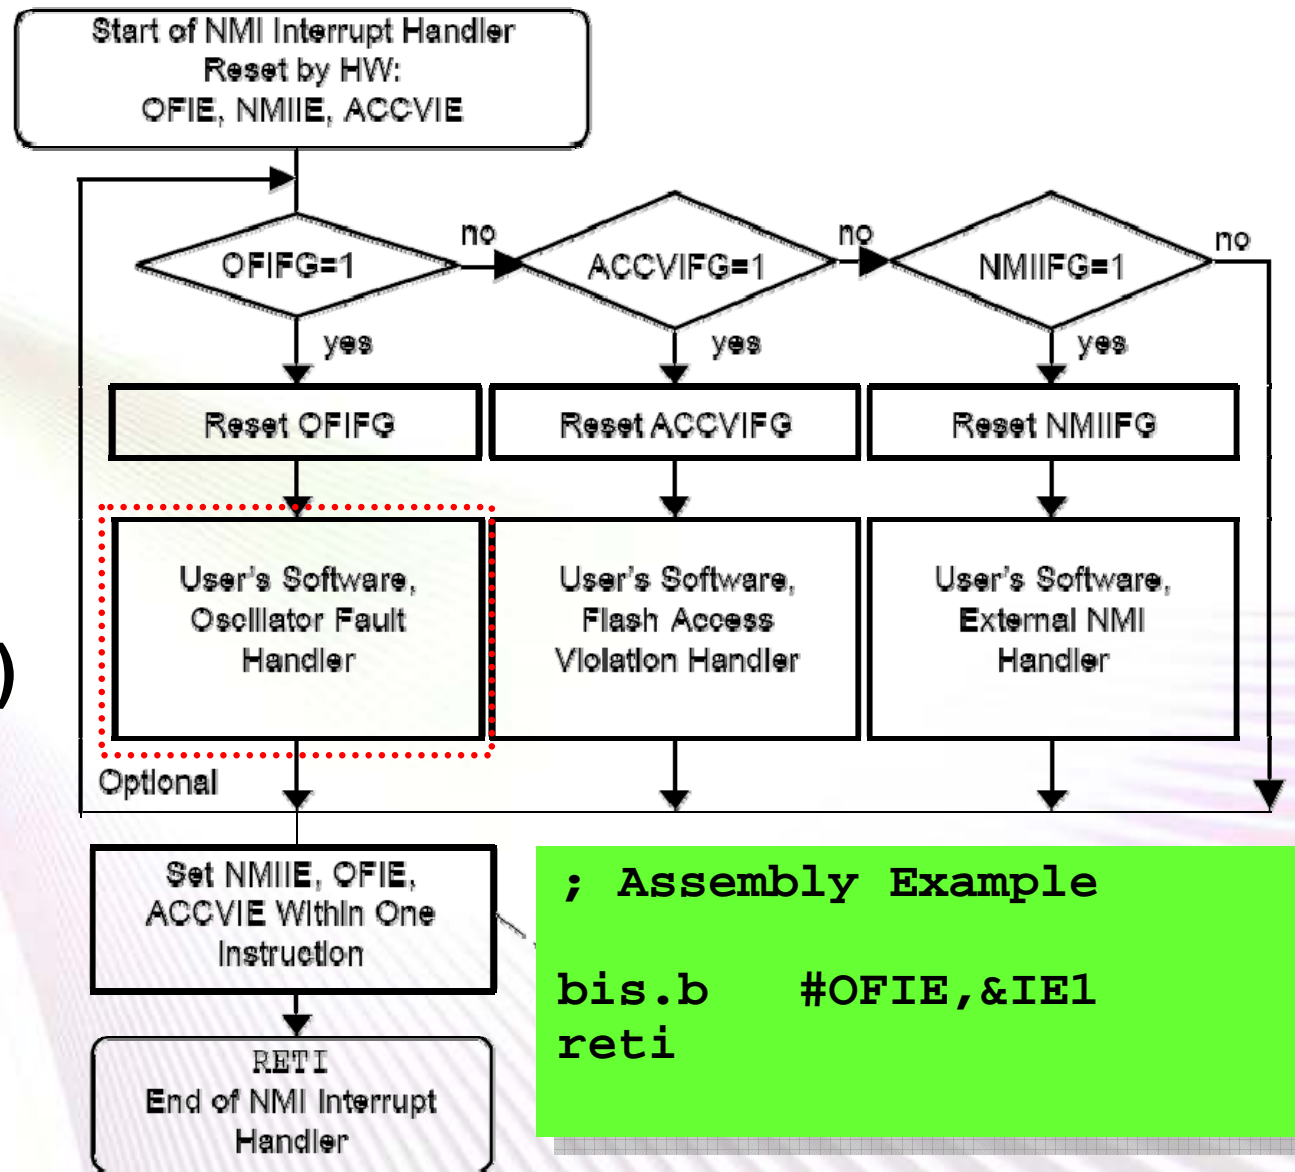 Start of NMI Interrupt Handler
Reset by HW:
OFIE, NMIIE, ACCVIE
OFIFG=1
no
ACCVIFG=1
no
NMIIFG=1
no
yes
yes
yes
Reset OFIFG
Reset ACCVIFG
Reset NMIIFG
User's Software,
Oscillator Fault
Handler
User's Software,
Flash Access
Violation Handler
User's Software,
External NMI
Handler
)
Optional
Set NMIIE, OFIE,
ACCVIE Within One
Instruction
; Assembly Example
bis.b #OFIE,&IE1
reti
RETI
End of NMI Interrupt
Handler